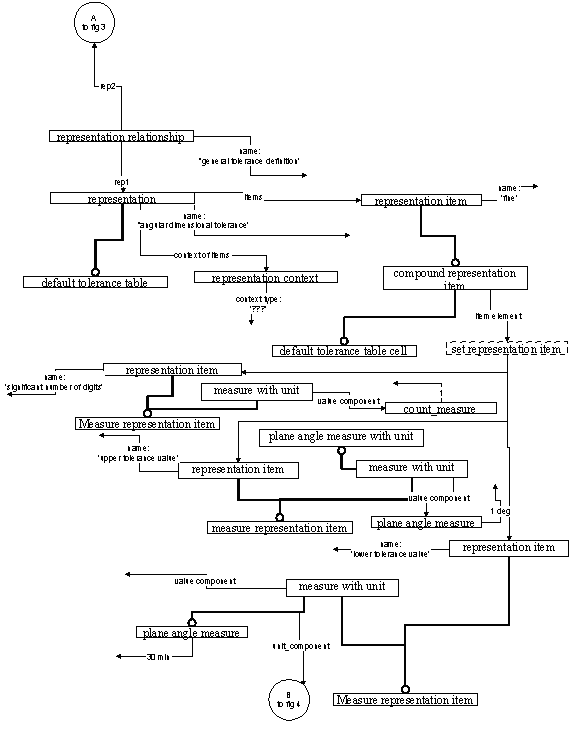 A
to fig 3
rep2
representation relationship
name:
'general tolerance definition'
rep1
representation
items
representation item
name:
'fine'
name:
'angular dimensional tolerance'
context of items
default tolerance table
representation context
compound representation
item
context type:
'???'
item element
default tolerance table cell
set representation item
representation item
name:
'significant number of digits'
measure with unit
value component
1
count_measure
Measure representation item
plane angle measure with unit
name:
'upper tolerance value'
representation item
measure with unit
value component
1 deg
measure representation item
plane angle measure
name:
'lower tolerance value'
representation item
value component
measure with unit
plane angle measure
unit_component
30 min
B
to fig 4
Measure representation item